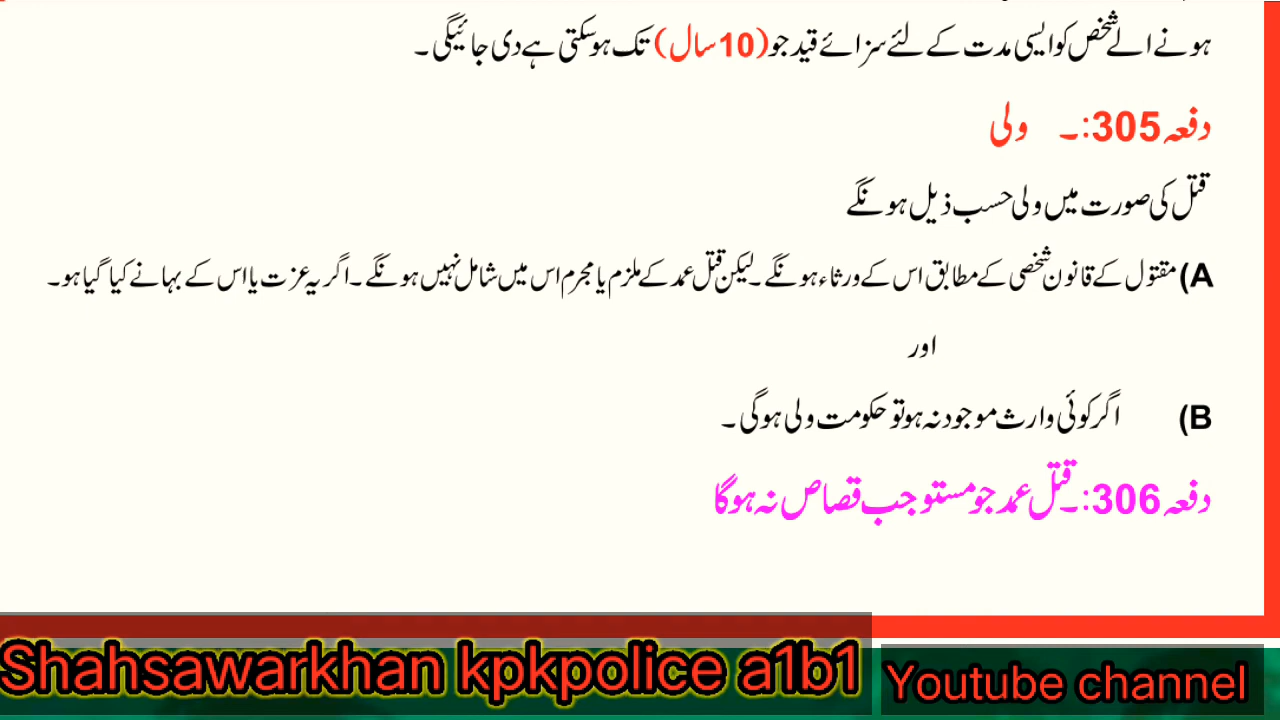 ہونے الے شخص کو ایسی مدت کے لئے سزائے قید جو (10 سال) تک ہو سکتی ہے دی جائیگی ۔
دفعہ 305:۔ ولی
قتل کی صورت میں ولی حسب ذیل ہونگے
A) مقتول کے قانون شخصی کے مطابق اس کے ورثاء ہونگے ۔ لیکن قتل عمد کے ملزم یا مجرم اس میں شامل نہیں ہونگے ۔ اگر یہ عزت یا اس کے بہانے کیا گیا ہو ۔
اور
B) اگر کوئی وارث موجود نہ ہو تو حکومت ولی ہوگی ۔
دفعہ 306:۔ قتل عمد جو مستوجب قصاص نہ ہوگا
Shahsawarkhan kpkpolice a1b1
Youtube channel